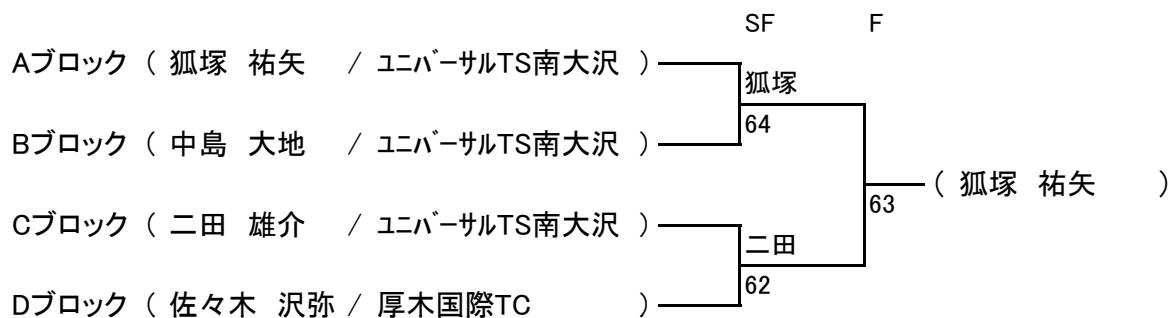 SF F
Aブロック ( 狐塚 祐矢 / ﾕﾆﾊﾞｰｻﾙTS南大沢 )
狐塚
64
Bブロック ( 中島 大地 / ﾕﾆﾊﾞｰｻﾙTS南大沢 )
( 狐塚 祐矢 )
63
Cブロック ( 二田 雄介 / ﾕﾆﾊﾞｰｻﾙTS南大沢 )
二田
62
Dブロック ( 佐々木 沢弥 / 厚木国際TC )